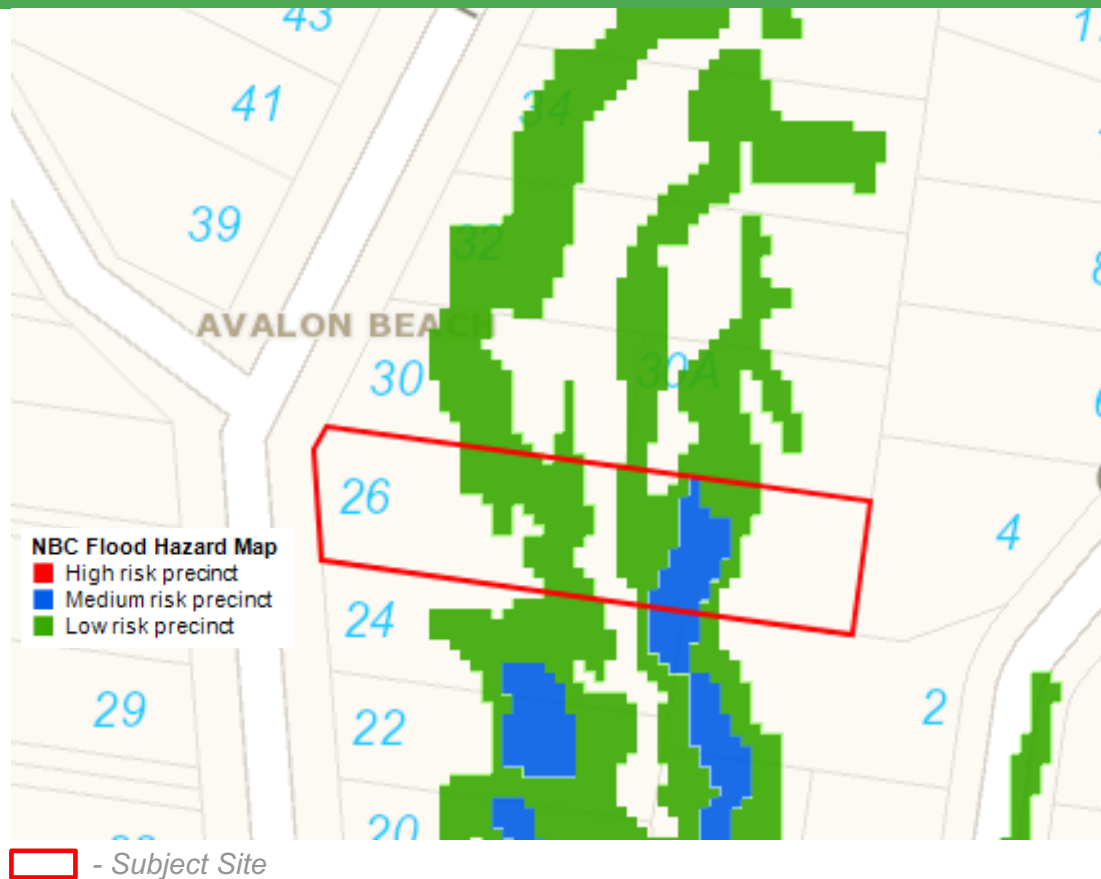 43
41
34
39
32
AVALON BEACH
30
30A
26
4
NBC Flood Hazard Map
High risk precinct
Medium risk precinct
Low risk precinct
24
29
22
2
20
- Subject Site